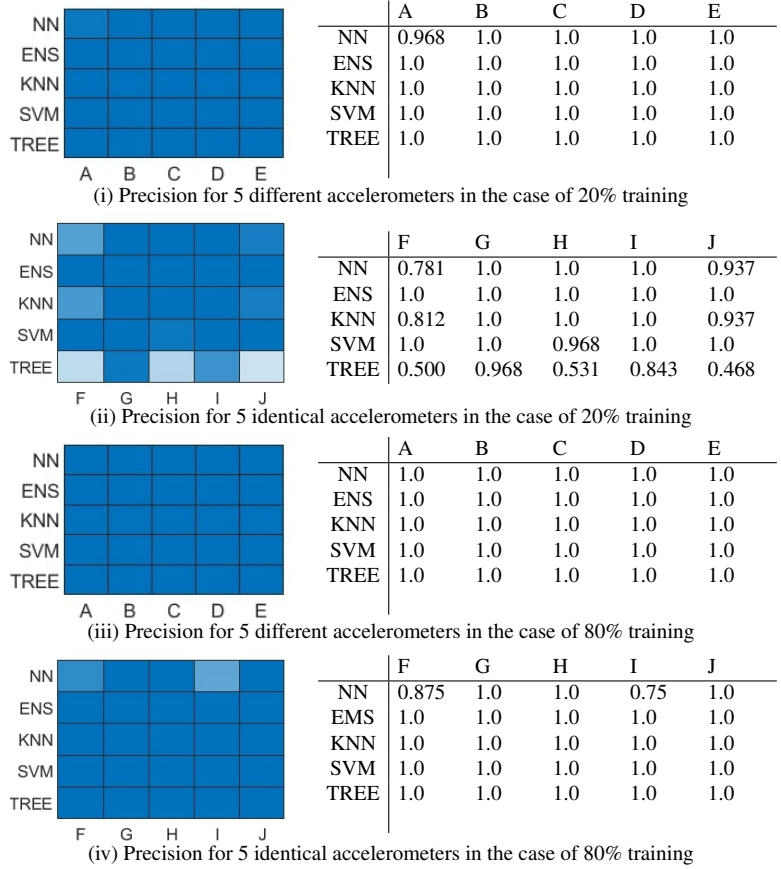 NN
ENS
KNN
SVM
TREE
A B C D E
A B C D E
NN 0.968 1.0 1.0 1.0 1.0
ENS 1.0 1.0 1.0 1.0 1.0
KNN 1.0 1.0 1.0 1.0 1.0
SVM 1.0 1.0 1.0 1.0 1.0
TREE 1.0 1.0 1.0 1.0 1.0
(i) Precision for 5 different accelerometers in the case of 20% training
NN
ENS
KNN
SVM
TREE
F G H I J
F G H I J
NN 0.781 1.0 1.0 1.0 0.937
ENS 1.0 1.0 1.0 1.0 1.0
KNN 0.812 1.0 1.0 1.0 0.937
SVM 1.0 1.0 0.968 1.0 1.0
TREE 0.500 0.968 0.531 0.843 0.468
(ii) Precision for 5 identical accelerometers in the case of 20% training
NN
ENS
KNN
SVM
TREE
A B C D E
A B C D E
NN 1.0 1.0 1.0 1.0 1.0
ENS 1.0 1.0 1.0 1.0 1.0
KNN 1.0 1.0 1.0 1.0 1.0
SVM 1.0 1.0 1.0 1.0 1.0
TREE 1.0 1.0 1.0 1.0 1.0
(iii) Precision for 5 different accelerometers in the case of 80% training
NN
ENS
KNN
SVM
TREE
F G H I J
F G H I J
NN 0.875 1.0 1.0 0.75 1.0
EMS 1.0 1.0 1.0 1.0 1.0
KNN 1.0 1.0 1.0 1.0 1.0
SVM 1.0 1.0 1.0 1.0 1.0
TREE 1.0 1.0 1.0 1.0 1.0
(iv) Precision for 5 identical accelerometers in the case of 80% training